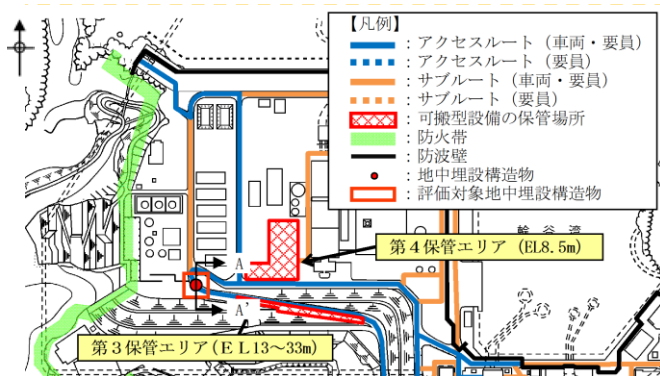 【凡例】
：アクセスルート（車両・要員）
：アクセスルート（要員）
：サブルート（車両・要員）
：サブルート（要員）
：可搬型設備の保管場所
：防火帯
：防波壁
：地中埋設構造物
：評価対象地中埋設構造物
輪谷湾
第４保管エリア（EL8.5m）
A
A'
第３保管エリア（ＥＬ13～33m）